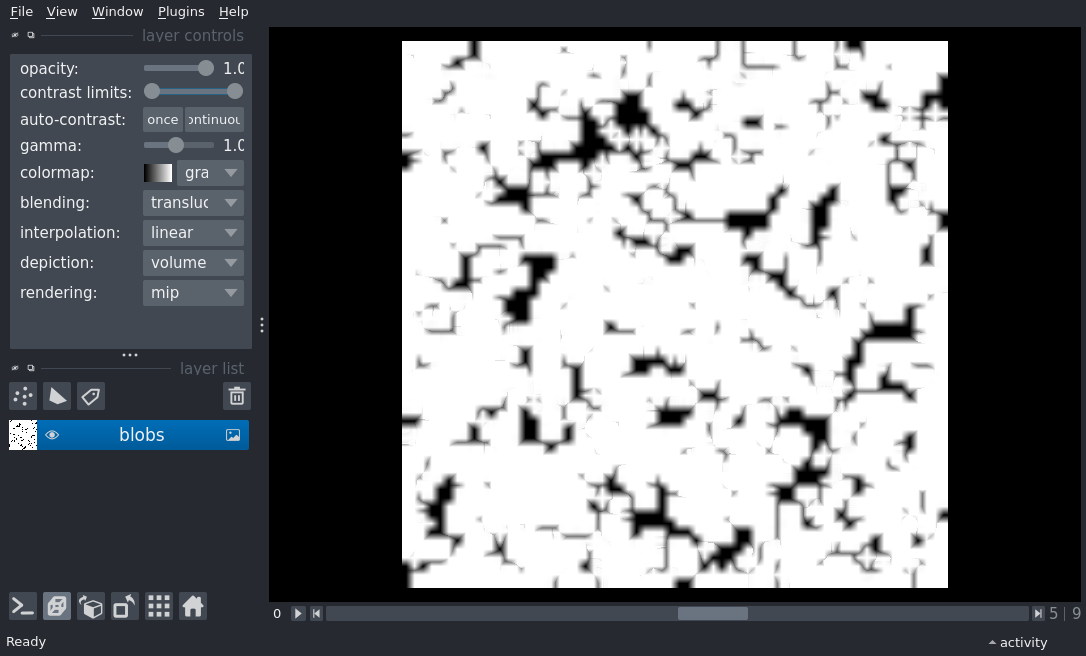 File View Window Plugins Help
layer controls
opacity: 1.0
contrast limits:
auto-contrast: once ontinuou
gamma: 1.0
colormap: gra
blending: transluc
interpolation: linear
depiction: volume
rendering: mip
layer list
blobs
0 5 9
Ready activity